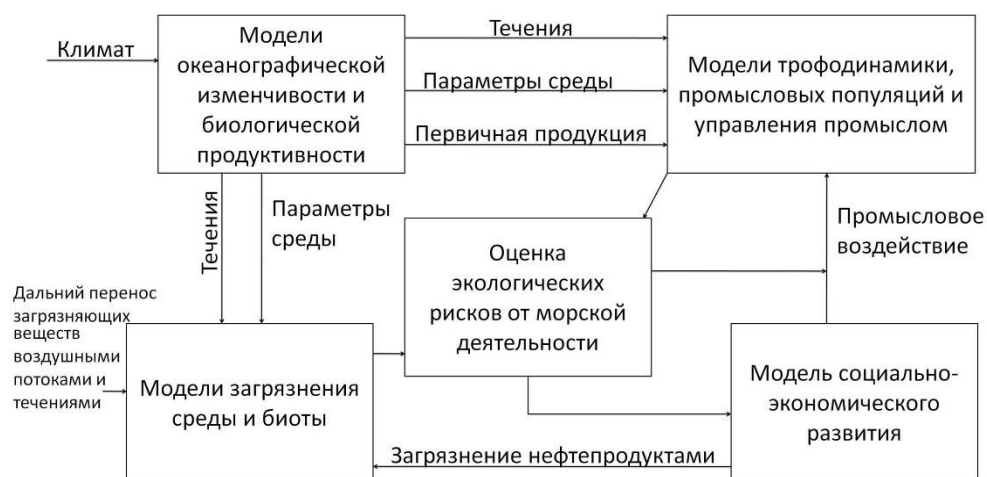 Климат
Модели
океанографической
изменчивости и
биологической
продуктивности
Течения
Параметры среды
Первичная продукция
Модели трофодинамики,
промысловых популяций и
управления промыслом
Течения
Параметры
среды
Оценка
экологических
рисков от морской
деятельности
Промысловое
воздействие
Дальний перенос
загрязняющих
веществ
воздушными
потоками и
течениями
Модели загрязнения
среды и биоты
Загрязнение нефтепродуктами
Модель социально-
экономического
развития